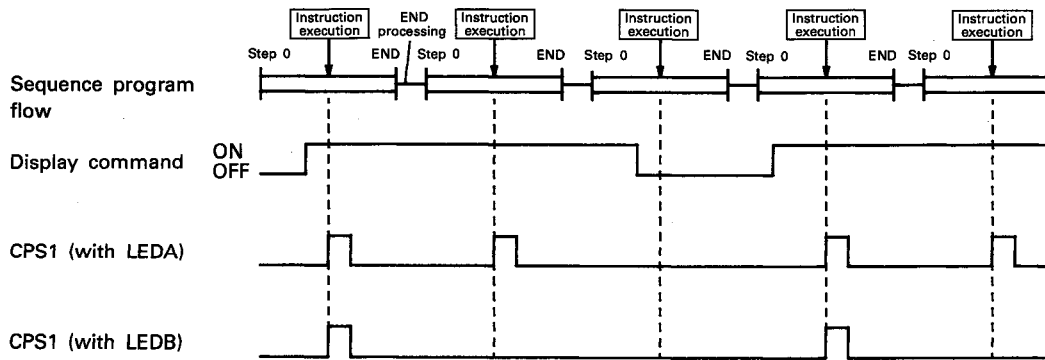 Instruction execution
END processing
Instruction execution
Instruction execution
Instruction execution
Instruction execution
Step 0
END
Step 0
END
Step 0
END
Step 0
END
Step 0
Sequence program
flow
Display command
ON
OFF
CPS1 (with LEDA)
CPS1 (with LEDB)